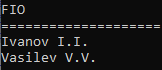 FIO
====================
Ivanov I.I.
Vasilev V.V.